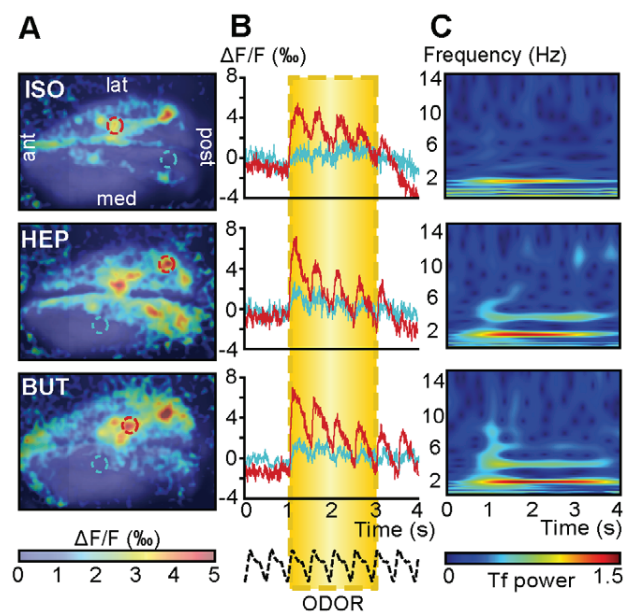 A
B
C
ΔF/F (‰)
Frequency (Hz)
ISO
lat
ant
post
med
8
4
0
-4
14
10
6
2
HEP
8
4
0
-4
14
10
6
2
BUT
8
4
0
-4
14
10
6
2
0 1 2 3 4
Time (s)
0 1 2 3 4
Time (s)
ΔF/F (‰)
0 1 2 3 4 5
ODOR
0 1.5
Tf power